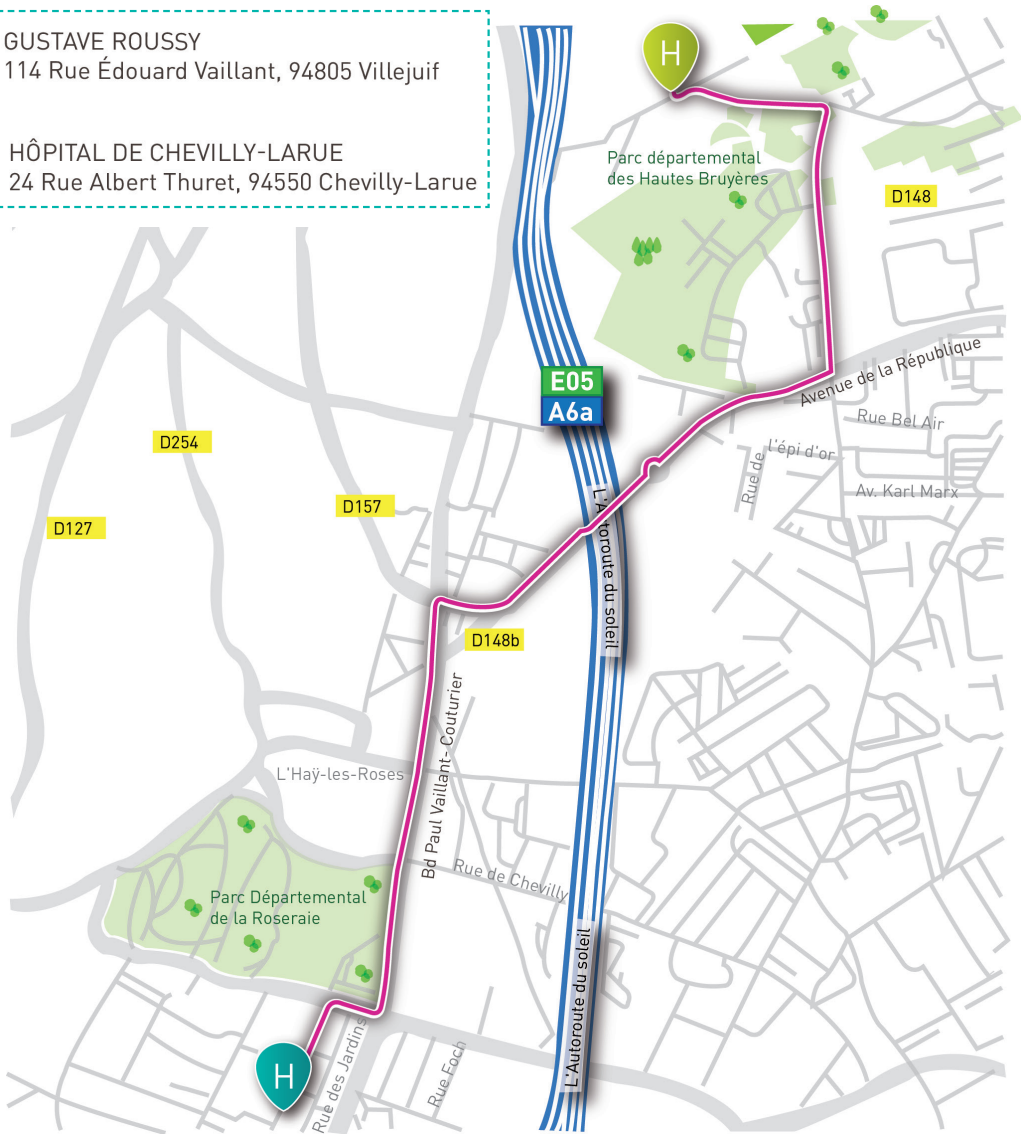 GUSTAVE ROUSSY
114 Rue Édouard Vaillant, 94805 Villejuif
HÔPITAL DE CHEVILLY-LARUE
24 Rue Albert Thuret, 94550 Chevilly-Larue
H
Parc départemental
des Hautes Bruyères
D148
E05
A6a
Avenue de la République
Rue Bel Air
Rue de
l'épi d'or
Av. Karl Marx
D254
D157
D127
L'Autoroute du soleil
D148b
Bd Paul Vaillant-Couturier
L'Haÿ-les-Roses
Rue de Chevilly
Parc Départemental
de la Roseraie
L'Autoroute du soleil
H
Rue des Jardins
Rue Foch